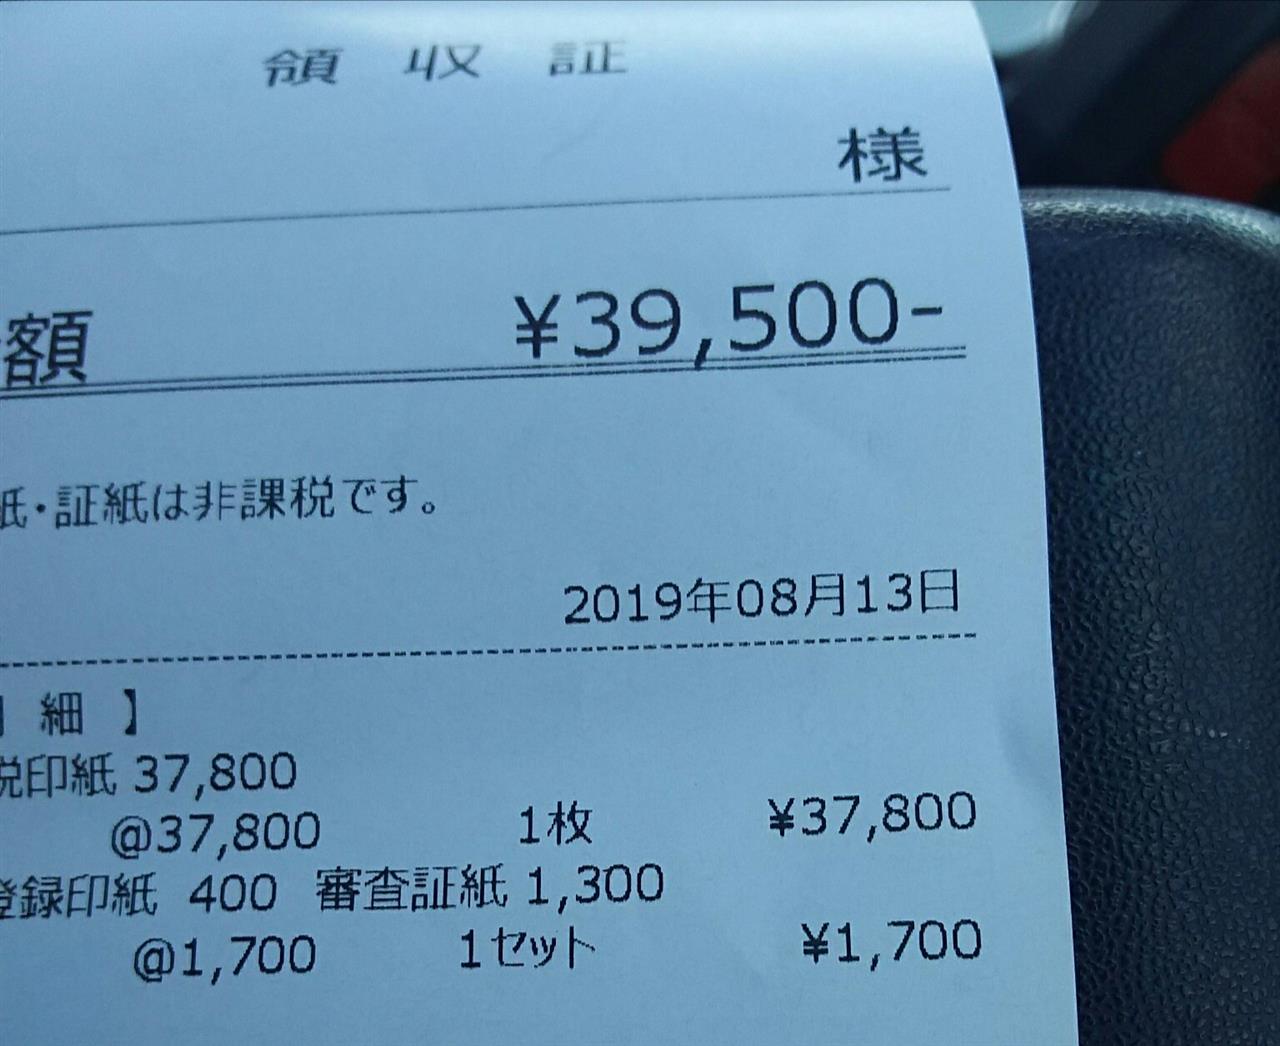 領収証
様
額 ¥39,500-
紙・証紙は非課税です。
2019年08月13日
細 】
税印紙 37,800
@37,800 1枚 ¥37,800
登録印紙 400 審査証紙 1,300
@1,700 1セット ¥1,700